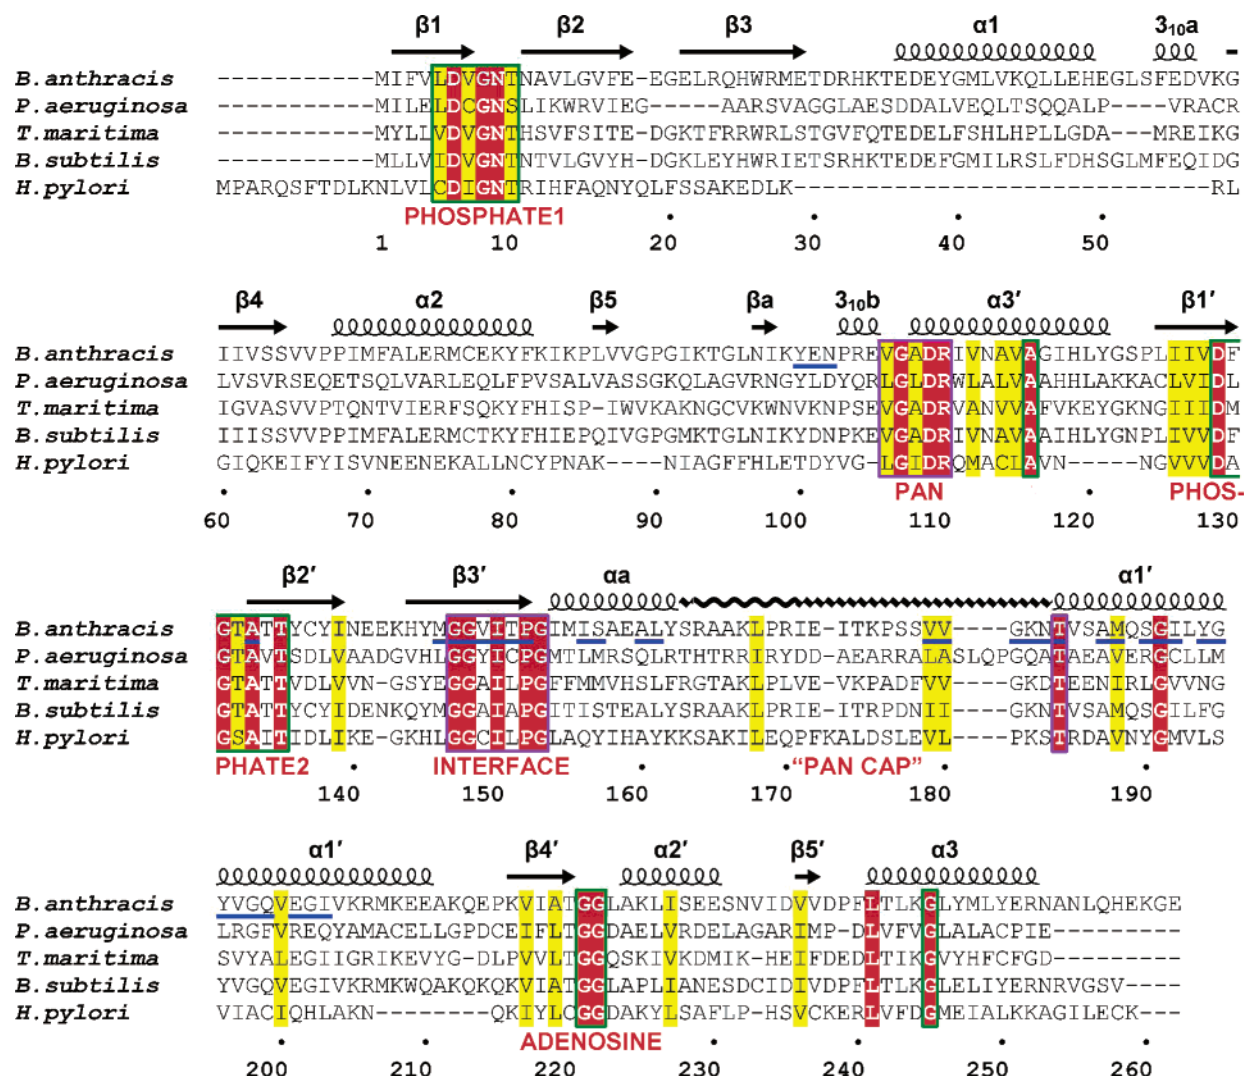 β1 β2 β3 α1 3₁₀a
B.anthracis -----------MIFVLDVGNTNAVLGVFE-EGELRQHWRMETDRHKTEDEYGMLVKQLLEHEGLSFEDVKG
P.aeruginosa -----------MILELDCGNSLIKWRVIEG-----AARSVAGGLAESDDALVEQLTSQQALP----VRACR
T.maritima -----------MYLLVDVGNTHSVFSITE-DGKTFRRWRLSTGVFQTEDELFSHLHPLLGDA---MREIKG
B.subtilis -----------MLLVIDVGNTNTVLGVYH-DGKLEYHWRIETSRHKTEDEFGMILRSLFDHSGLMFEQIDG
H.pylori MPARQSFTDLKNLVLCDIGNTRIHFAQNYQLFSSAKEDLK-----------------------------RL
PHOSPHATE1
1 10 20 30 40 50
β4 α2 β5 βa 3₁₀b α3′ β1′
B.anthracis IIVSSVVPPIMFALERMCEKYFKIKPLVVGPGIKTGLNIKYENPREVGADRIVNAVAGIHLYGSPLIIVDF
P.aeruginosa LVSVRSEQETSQLVARLEQLFPVSALVASSGKQLAGVRNGYLDYQRLGLDRWLALVAAHHLAKKACLVIDL
T.maritima IGVASVVPTQNTVIERFSQKYFHISP-IWVKAKNGCVKWNVKNPSEVGADRVANVVAFVKEYGKNGIIIDM
B.subtilis IIISSVVPPIMFALERMCTKYFHIEPQIVGPGMKTGLNIKYDNPKEVGADRIVNAVAAIHLYGNPLIVVDF
H.pylori GIQKEIFYISVNEENEKALLNCYPNAK----NIAGFFHLETDYVG-LGIDRQMACLAVN-----NGVVVDA
PAN PHOS-
60 70 80 90 100 110 120 130
β2′ β3′ αa α1′
B.anthracis GTATTYCYINEEKHYMGGVITPGIMISAEALYSRAAKLPRIE-ITKPSSVV----GKNTVSAMQSGILYG
P.aeruginosa GTAVTSDLVAADGVHLGGYICPGMTLMRSQLRTHTRRIRYDD-AEARRALASLQPGQATAEAVERGCLLM
T.maritima GTATTVDLVVN-GSYEGGAILPGFFMMVHSLFRGTAKLPLVE-VKPADFVV----GKDTEENIRLGVVNG
B.subtilis GTATTYCYIDENKQYMGGAIAPGITISTEALYSRAAKLPRIE-ITRPDNII----GKNTVSAMQSGILFG
H.pylori GSAITIDLIKE-GKHLGGCILPGLAQYIHAYKKSAKILEQPFKALDSLEVL----PKSTRDAVNYGMVLS
PHATE2 INTERFACE “PAN CAP”
140 150 160 170 180 190
α1′ β4′ α2′ β5′ α3
B.anthracis YVGQVEGIVKRMKEEAKQEPKVIATGGLAKLISEESNVIDVVDPFLTLKGLYMLYERNANLQHEKGE
P.aeruginosa LRGFVREQYAMACELLGPDCEIFLTGGDAELVRDELAGARIMP-DLVFVGLALACPIE---------
T.maritima SVYALEGIIGRIKEVYG-DLPVVLTGGQSKIVKDMIK-HEIFDEDLTIKGVYHFCFGD---------
B.subtilis YVGQVEGIVKRMKWQAKQKQKVIATGGLAPLIANESDCIDIVDPFLTLKGLELIYERNRVGSV----
H.pylori VIACIQHLAKN---------QKIYLCGGDAKYLSAFLP-HSVCKERLVFDGMEIALKKAGILECK---
ADENOSINE
200 210 220 230 240 250 260